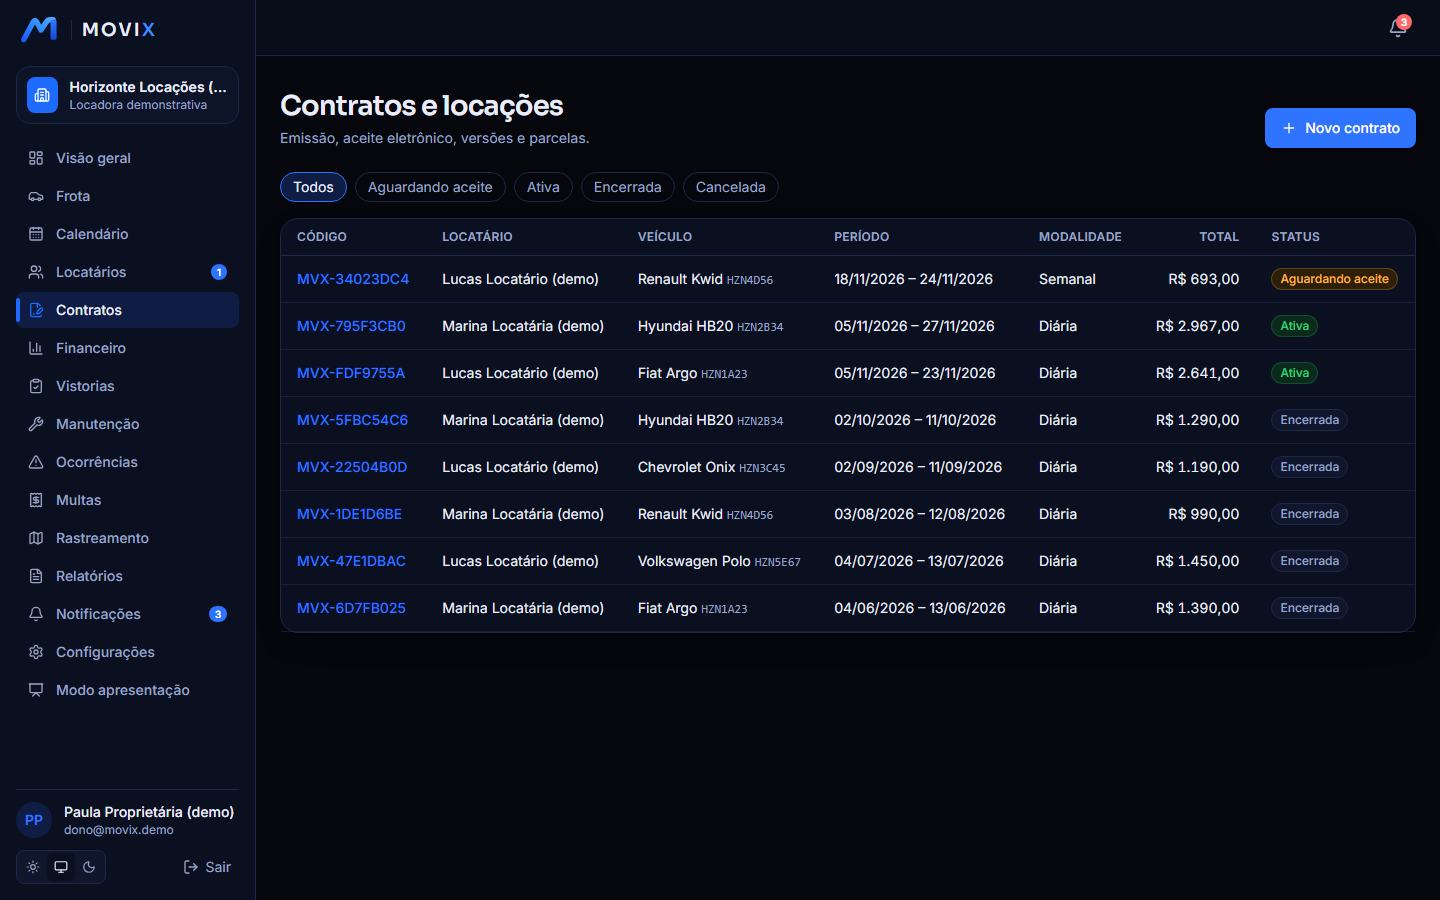 MOVIX
3
Horizonte Locações (...
Locadora demonstrativa
Visão geral
Frota
Calendário
Locatários 1
Contratos
Financeiro
Vistorias
Manutenção
Ocorrências
Multas
Rastreamento
Relatórios
Notificações 3
Configurações
Modo apresentação
PP Paula Proprietária (demo)
dono@movix.demo
Sair
Contratos e locações
Emissão, aceite eletrônico, versões e parcelas.
Novo contrato
Todos Aguardando aceite Ativa Encerrada Cancelada
CÓDIGO LOCATÁRIO VEÍCULO PERÍODO MODALIDADE TOTAL STATUS
MVX-34023DC4 Lucas Locatário (demo) Renault Kwid HZN4D56 18/11/2026 – 24/11/2026 Semanal R$ 693,00 Aguardando aceite
MVX-795F3CB0 Marina Locatária (demo) Hyundai HB20 HZN2B34 05/11/2026 – 27/11/2026 Diária R$ 2.967,00 Ativa
MVX-FDF9755A Lucas Locatário (demo) Fiat Argo HZN1A23 05/11/2026 – 23/11/2026 Diária R$ 2.641,00 Ativa
MVX-5FBC54C6 Marina Locatária (demo) Hyundai HB20 HZN2B34 02/10/2026 – 11/10/2026 Diária R$ 1.290,00 Encerrada
MVX-22504B0D Lucas Locatário (demo) Chevrolet Onix HZN3C45 02/09/2026 – 11/09/2026 Diária R$ 1.190,00 Encerrada
MVX-1DE1D6BE Marina Locatária (demo) Renault Kwid HZN4D56 03/08/2026 – 12/08/2026 Diária R$ 990,00 Encerrada
MVX-47E1DBAC Lucas Locatário (demo) Volkswagen Polo HZN5E67 04/07/2026 – 13/07/2026 Diária R$ 1.450,00 Encerrada
MVX-6D7FB025 Marina Locatária (demo) Fiat Argo HZN1A23 04/06/2026 – 13/06/2026 Diária R$ 1.390,00 Encerrada